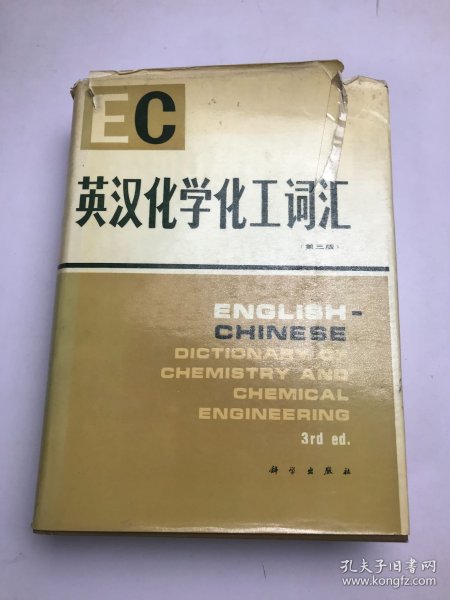 EC
英汉化学化工词汇
（第三版）
ENGLISH-
CHINESE
DICTIONARY OF
CHEMISTRY AND
CHEMICAL
ENGINEERING
3rd ed.
科学出版社
孔夫子旧书网
www.kongfz.com